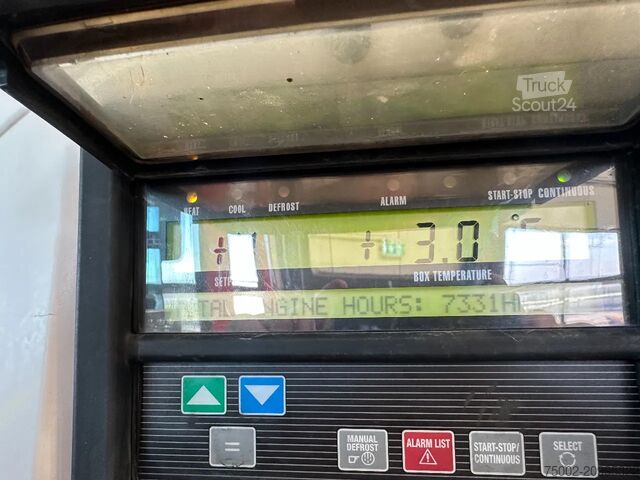 Truck
Scout24
HEAT COOL DEFROST ALARM START-STOP CONTINUOUS
+ 3.0
BOX TEMPERATURE
ENGINE HOURS: 7331H
MANUAL
DEFROST
ALARM LIST
START-STOP/
CONTINUOUS
SELECT
=